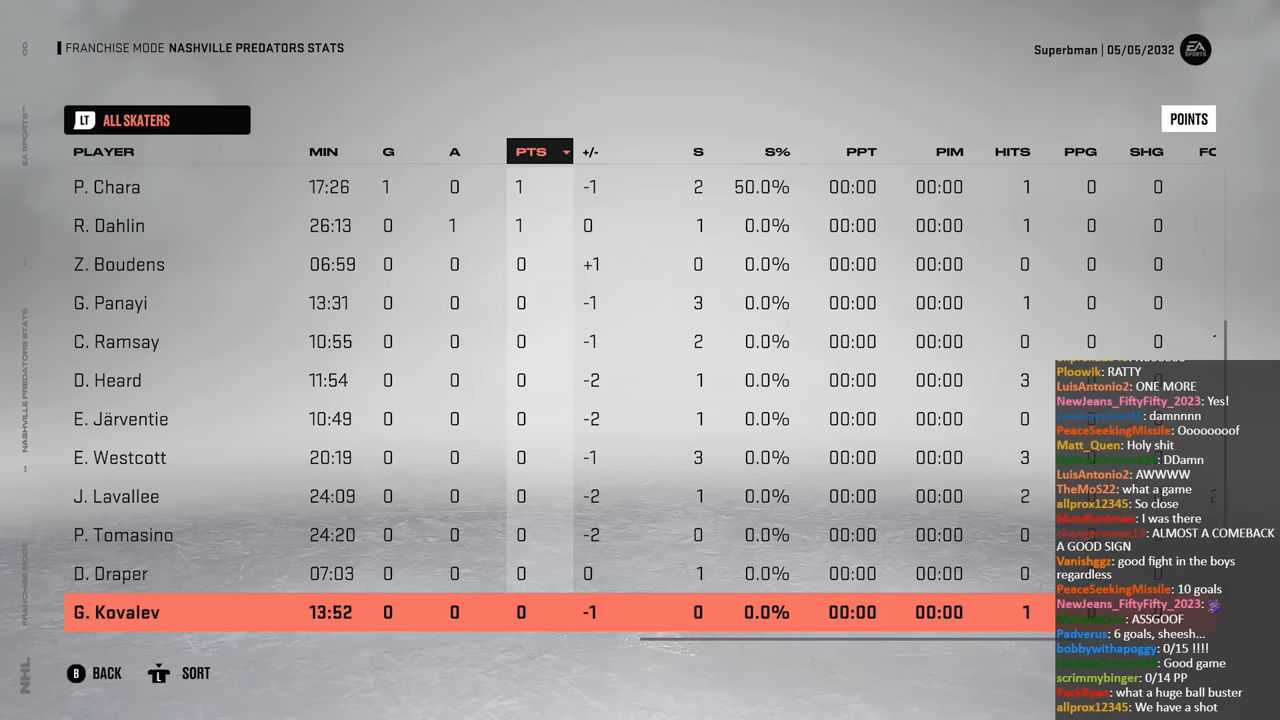 FRANCHISE MODE NASHVILLE PREDATORS STATS
Superbman | 05/05/2032
EA SPORTS
LT ALL SKATERS
POINTS
PLAYER MIN G A PTS +/- S S% PPT PIM HITS PPG SHG
P. Chara 17:26 1 0 1 -1 2 50.0% 00:00 00:00 1 0 0
R. Dahlin 26:13 0 1 1 0 1 0.0% 00:00 00:00 1 0 0
Z. Boudens 06:59 0 0 0 +1 0 0.0% 00:00 00:00 0 0 0
G. Panayi 13:31 0 0 0 -1 3 0.0% 00:00 00:00 1 0 0
C. Ramsay 10:55 0 0 0 -1 2 0.0% 00:00 00:00 0 0 0
D. Heard 11:54 0 0 0 -2 1 0.0% 00:00 00:00 3
E. Järventie 10:49 0 0 0 -2 1 0.0% 00:00 00:00 0
E. Westcott 20:19 0 0 0 -1 3 0.0% 00:00 00:00 3
J. Lavallee 24:09 0 0 0 -2 1 0.0% 00:00 00:00 2
P. Tomasino 24:20 0 0 0 -2 0 0.0% 00:00 00:00 0
D. Draper 07:03 0 0 0 0 1 0.0% 00:00 00:00 0
G. Kovalev 13:52 0 0 0 -1 0 0.0% 00:00 00:00 1
B BACK L SORT
Ploowik: RATTY
LuisAntonio2: ONE MORE
NewJeans_FiftyFifty_2023: Yes!
damnnnn
PeaceSeekingMissile: Ooooooof
Matt_Quen: Holy shit
DDamn
LuisAntonio2: AWWWW
TheMoS22: what a game
allprox12345: So close
I was there
ALMOST A COMEBACK
A GOOD SIGN
Vanishggz: good fight in the boys
regardless
PeaceSeekingMissile: 10 goals
NewJeans_FiftyFifty_2023:
ASSGOOF
Padverus: 6 goals, sheesh...
bobbywithapoggy: 0/15 !!!!
Good game
scrimmybinger: 0/14 PP
PackRyan: what a huge ball buster
allprox12345: We have a shot
EA SPORTS
NASHVILLE PREDATORS STATS
FRANCHISE MODE
NHL